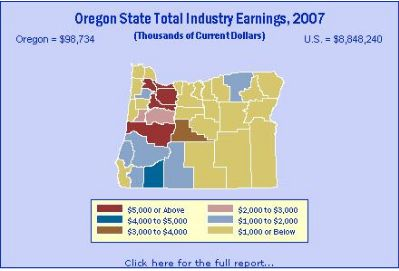 Oregon State Total Industry Earnings, 2007
Oregon = $98,734 (Thousands of Current Dollars) U.S. = $8,848,240
$5,000 or Above $2,000 to $3,000
$4,000 to $5,000 $1,000 to $2,000
$3,000 to $4,000 $1,000 or Below
Click here for the full report...